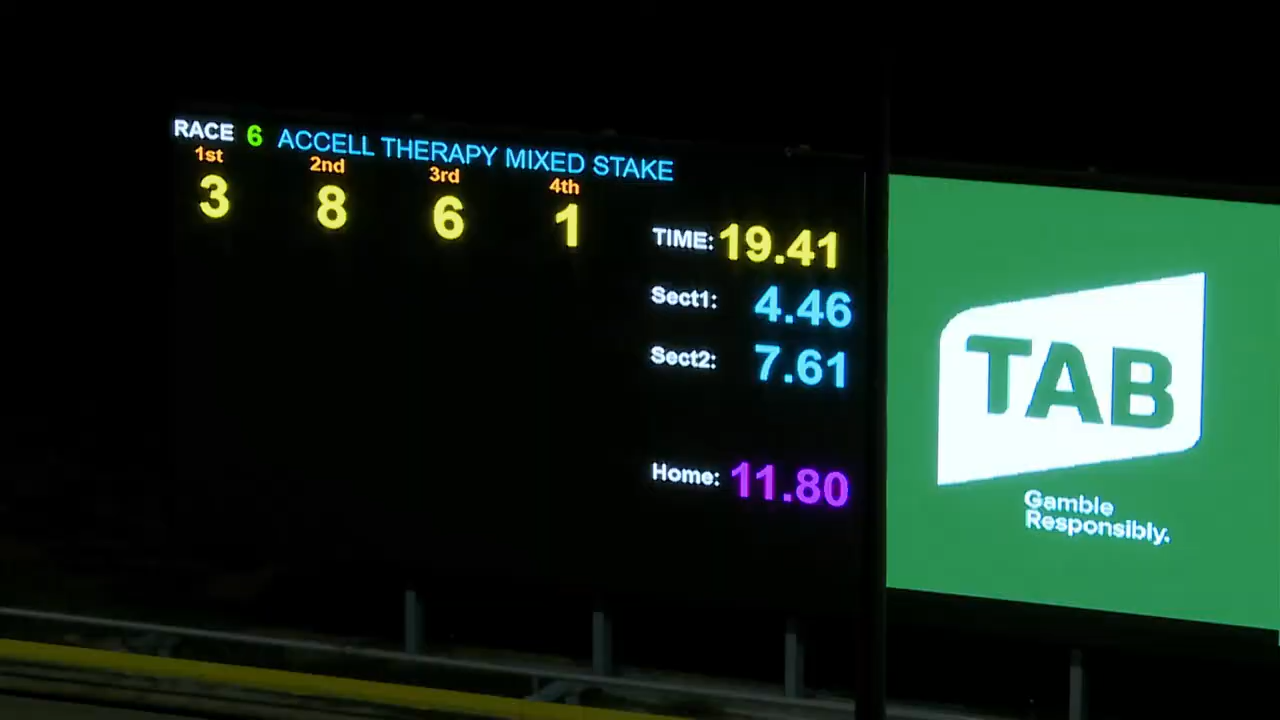 RACE 6 ACCELL THERAPY MIXED STAKE
1st 2nd 3rd 4th
3 8 6 1
TIME: 19.41
Sect1: 4.46
Sect2: 7.61
Home: 11.80
TAB
Gamble
Responsibly.